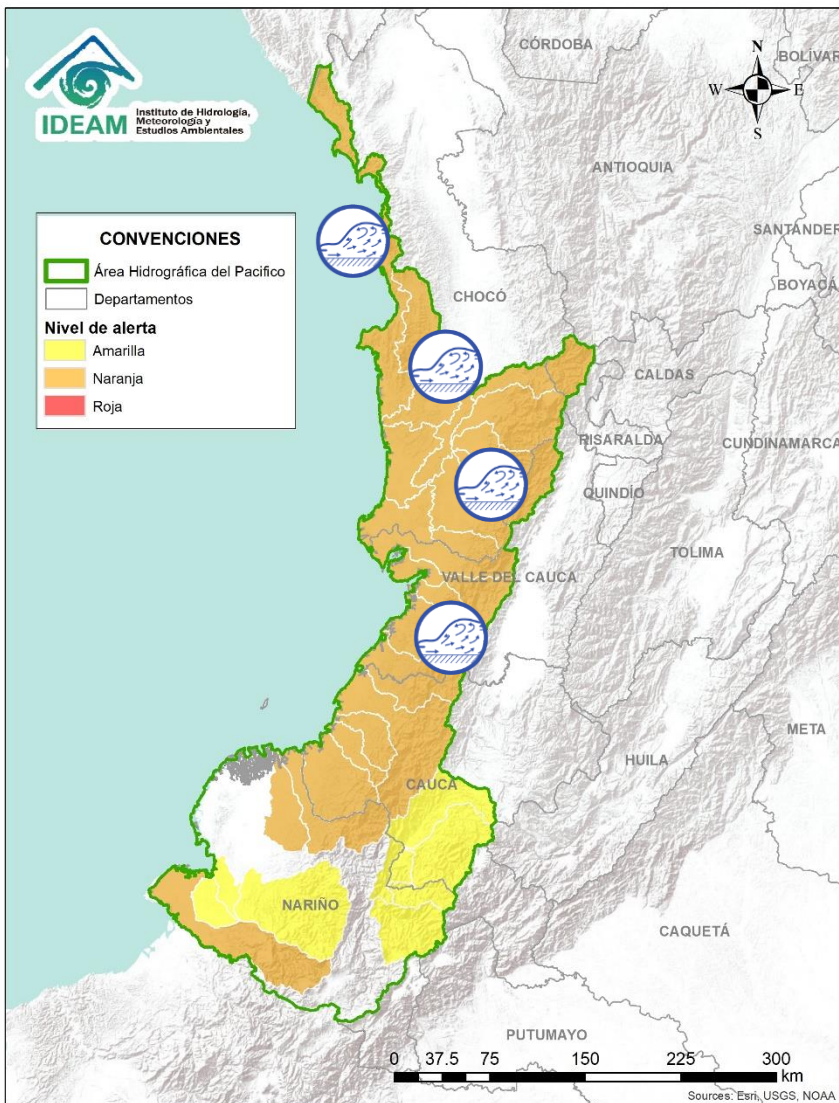 IDEAM
Instituto de Hidrología,
Meteorología y
Estudios Ambientales
CÓRDOBA
BOLÍVAR
N
W
E
S
ANTIOQUIA
SANTANDER
BOYACÁ
CONVENCIONES
Área Hidrográfica del Pacifico
Departamentos
Nivel de alerta
Amarilla
Naranja
Roja
CHOCÓ
CALDAS
RISARALDA
CUNDINAMARCA
QUINDÍO
TOLIMA
VALLE DEL CAUCA
META
HUILA
CAUCA
NARIÑO
CAQUETÁ
PUTUMAYO
0 37.5 75 150 225 300
km
Sources: Esri, USGS, NOAA